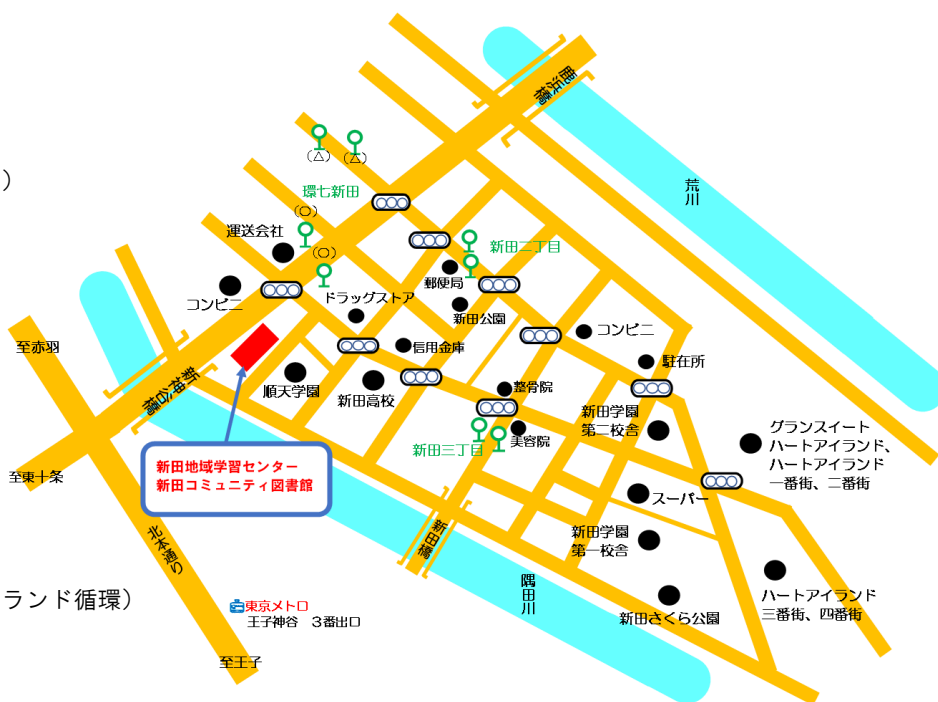 )
鹿浜橋
荒川
(△)
(△)
環七新田
(○)
(○)
運送会社
コンビニ
新田二丁目
郵便局
ドラッグストア
新田公園
信用金庫
コンビニ
駐在所
至赤羽
新神谷橋
順天学園
新田高校
整骨院
美容院
新田三丁目
新田学園
第二校舎
グランスイート
ハートアイランド、
ハートアイランド
一番街、二番街
新田地域学習センター
新田コミュニティ図書館
至東十条
スーパー
北本通り
新田橋
新田学園
第一校舎
隅田川
ランド循環)
東京メトロ
王子神谷 3番出口
新田さくら公園
ハートアイランド
三番街、四番街
至王子